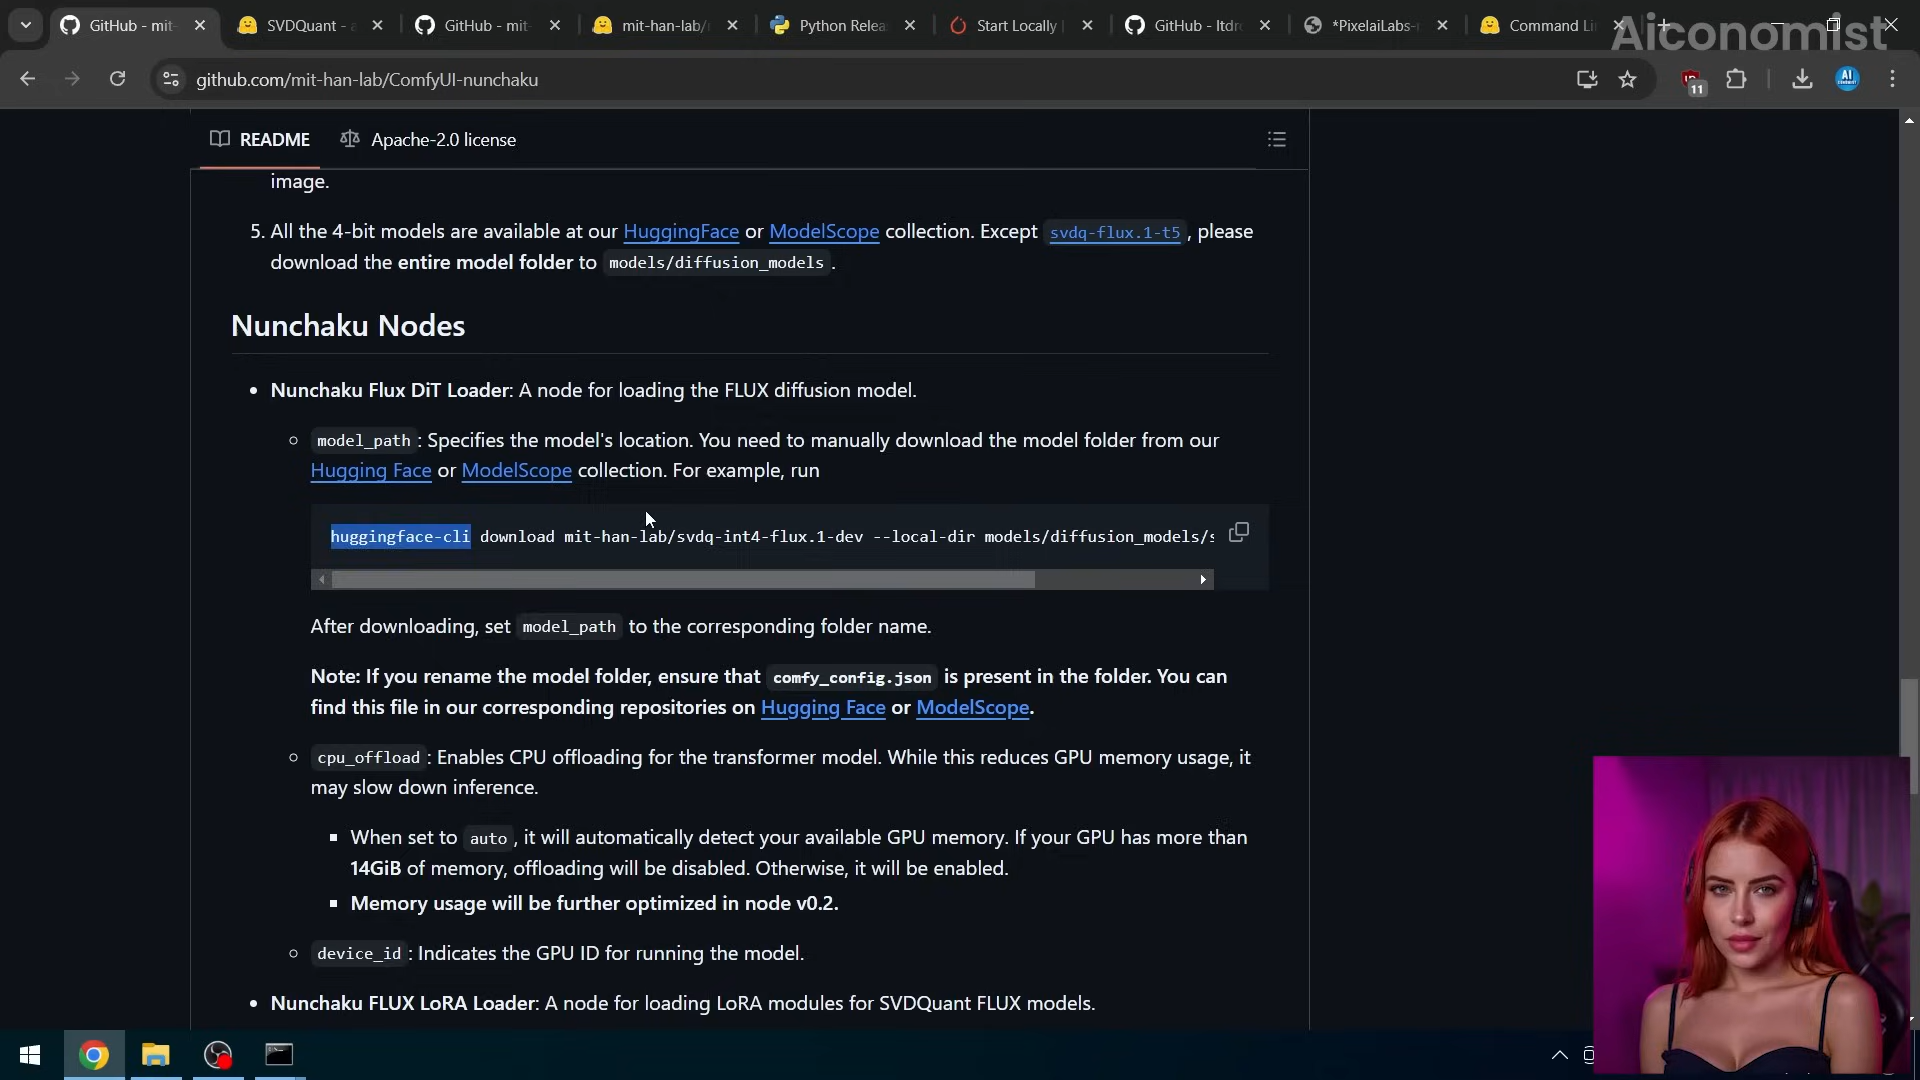 GitHub - mit-
SVDQuant - a
GitHub - mit-
mit-han-lab/
Python Relea
Start Locally
GitHub - ltdr
*PixelaiLabs-
Command Li
Aiconomist
github.com/mit-han-lab/ComfyUI-nunchaku
11
AI
README
Apache-2.0 license
image.
5. All the 4-bit models are available at our HuggingFace or ModelScope collection. Except svdq-flux.1-t5, please
download the entire model folder to models/diffusion_models.
Nunchaku Nodes
• Nunchaku Flux DiT Loader: A node for loading the FLUX diffusion model.
model_path: Specifies the model's location. You need to manually download the model folder from our
Hugging Face or ModelScope collection. For example, run
huggingface-cli download mit-han-lab/svdq-int4-flux.1-dev --local-dir models/diffusion_models/s
After downloading, set model_path to the corresponding folder name.
Note: If you rename the model folder, ensure that comfy_config.json is present in the folder. You can
find this file in our corresponding repositories on Hugging Face or ModelScope.
cpu_offload: Enables CPU offloading for the transformer model. While this reduces GPU memory usage, it
may slow down inference.
When set to auto, it will automatically detect your available GPU memory. If your GPU has more than
14GiB of memory, offloading will be disabled. Otherwise, it will be enabled.
Memory usage will be further optimized in node v0.2.
device_id: Indicates the GPU ID for running the model.
• Nunchaku FLUX LoRA Loader: A node for loading LoRA modules for SVDQuant FLUX models.